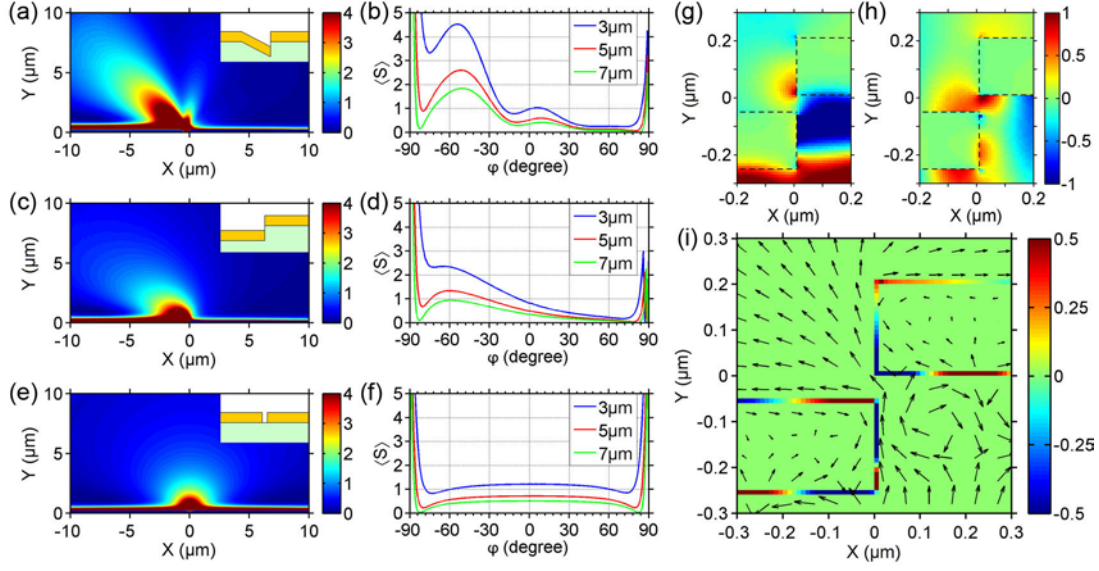 (a)
10
5
0
-10 -5 0 5 10
X (µm)
Y (µm)
4
3
2
1
0
(b)
5
4
3
2
1
0
-90 -60 -30 0 30 60 90
φ (degree)
⟨S⟩
3µm
5µm
7µm
(c)
10
5
0
-10 -5 0 5 10
X (µm)
Y (µm)
4
3
2
1
0
(d)
5
4
3
2
1
0
-90 -60 -30 0 30 60 90
φ (degree)
⟨S⟩
3µm
5µm
7µm
(e)
10
5
0
-10 -5 0 5 10
X (µm)
Y (µm)
4
3
2
1
0
(f)
5
4
3
2
1
0
-90 -60 -30 0 30 60 90
φ (degree)
⟨S⟩
3µm
5µm
7µm
(g)
0.2
0
-0.2
-0.2 0 0.2
X (µm)
Y (µm)
(h)
0.2
0
-0.2
-0.2 0 0.2
X (µm)
Y (µm)
1
0.5
0
-0.5
-1
(i)
0.3
0.2
0.1
0
-0.1
-0.2
-0.3
-0.3 -0.2 -0.1 0 0.1 0.2 0.3
X (µm)
Y (µm)
0.5
0.25
0
-0.25
-0.5